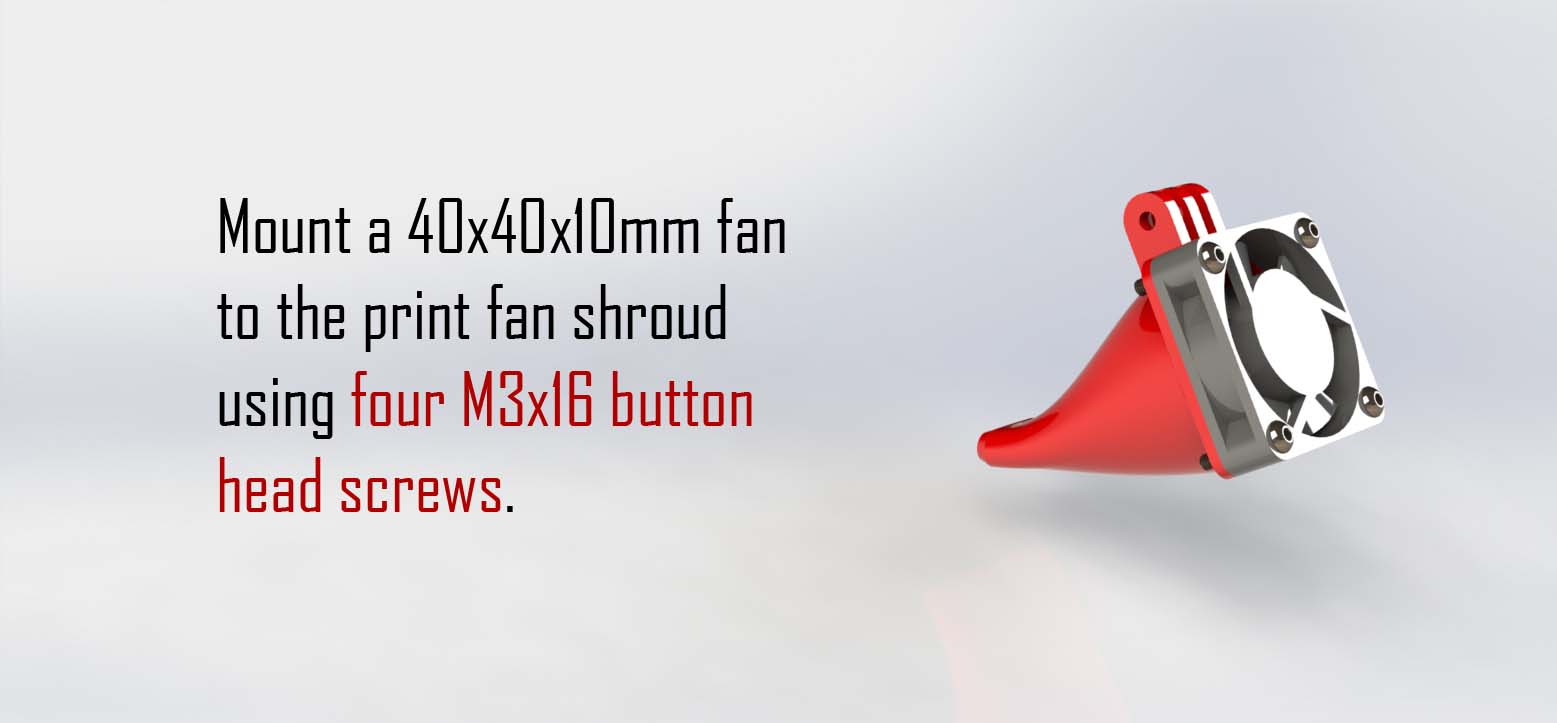 Mount a 40x40x10mm fan
to the print fan shroud
using four M3x16 button
head screws.